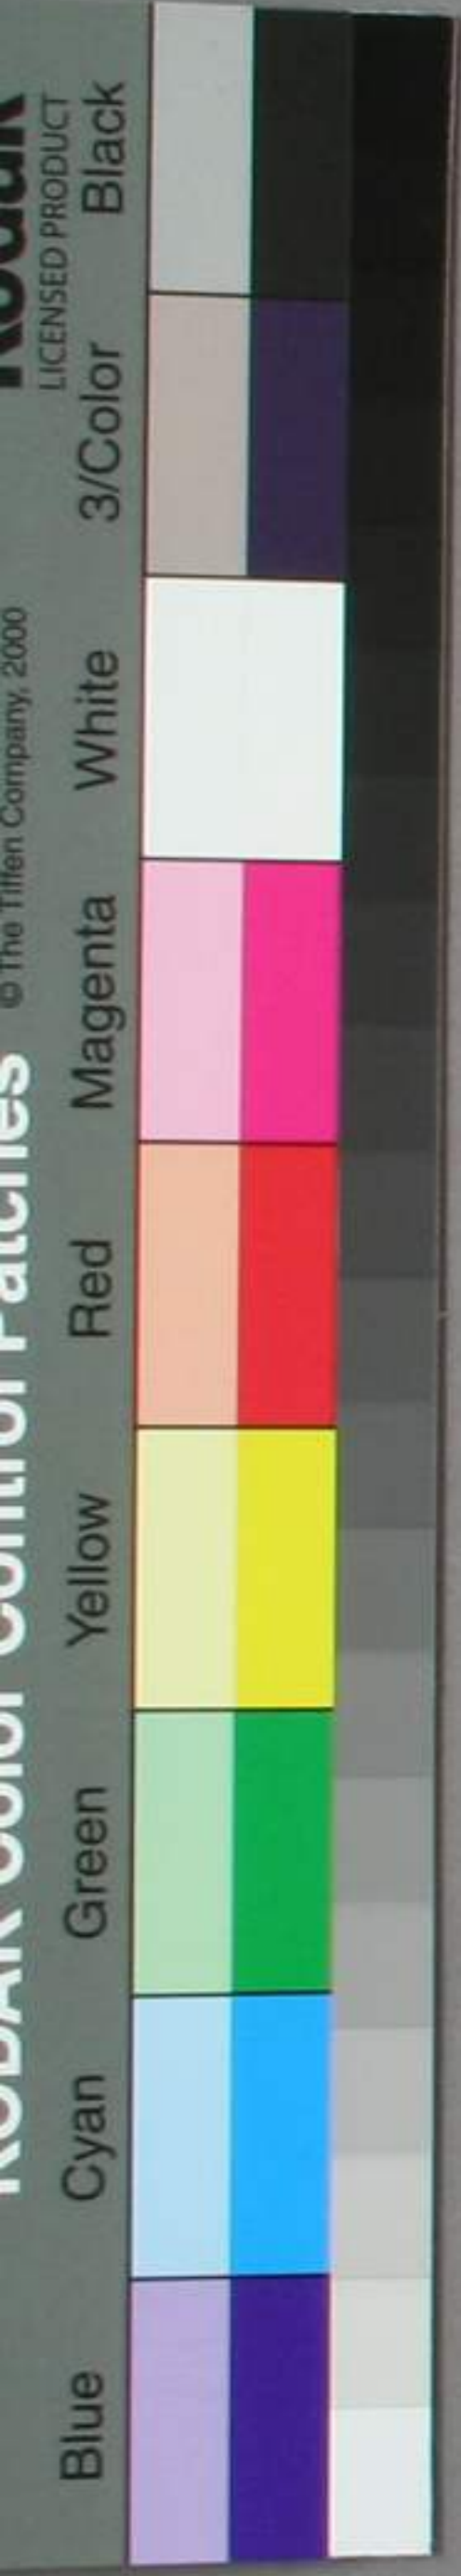 KODAK Color Control Patches © The Tiffen Company, 2000
Kodak
LICENSED PRODUCT
Blue Cyan Green Yellow Red Magenta White 3/Color Black